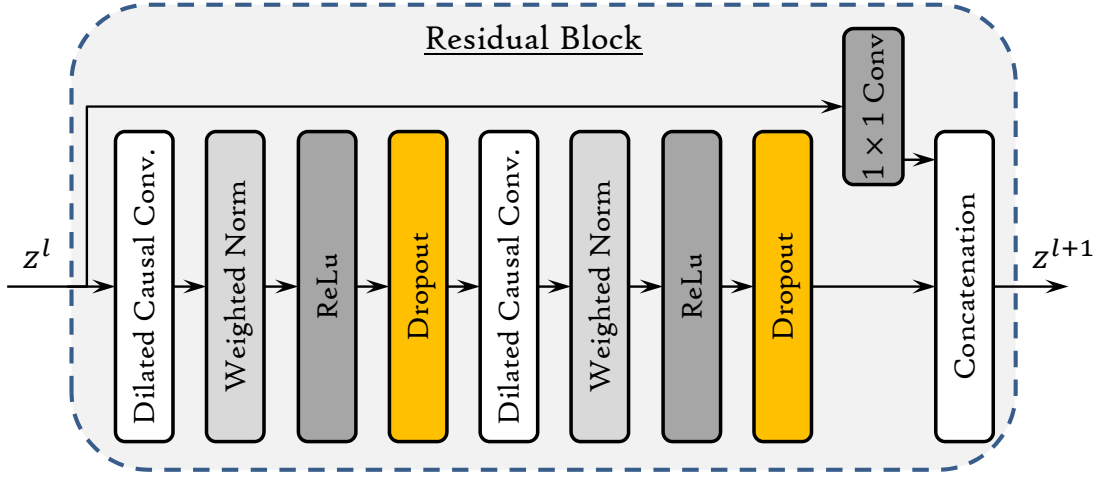 Residual Block
1 × 1 Conv
z^l
Dilated Causal Conv.
Weighted Norm
ReLu
Dropout
Dilated Causal Conv.
Weighted Norm
ReLu
Dropout
Concatenation
z^{l+1}